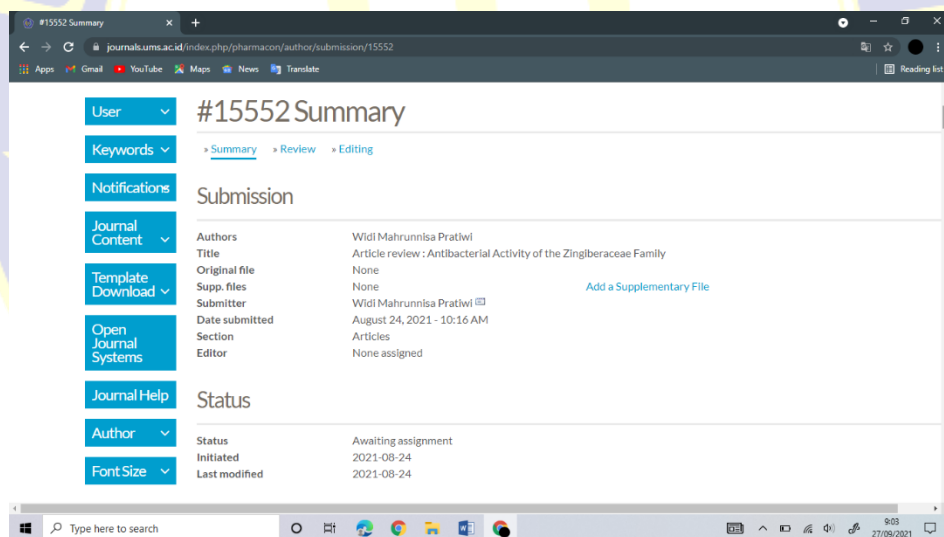 #15552 Summary
journals.ums.ac.id/index.php/pharmacon/author/submission/15552
Apps Gmail YouTube Maps News Translate Reading list
User
Keywords
Notifications
Journal
Content
Template
Download
Open
Journal
Systems
Journal Help
Author
Font Size
#15552 Summary
» Summary » Review » Editing
Submission
Authors Widi Mahrunnisa Pratiwi
Title Article review : Antibacterial Activity of the Zingiberaceae Family
Original file None
Supp. files None Add a Supplementary File
Submitter Widi Mahrunnisa Pratiwi
Date submitted August 24, 2021 - 10:16 AM
Section Articles
Editor None assigned
Status
Status Awaiting assignment
Initiated 2021-08-24
Last modified 2021-08-24
Type here to search
9:03
27/09/2021